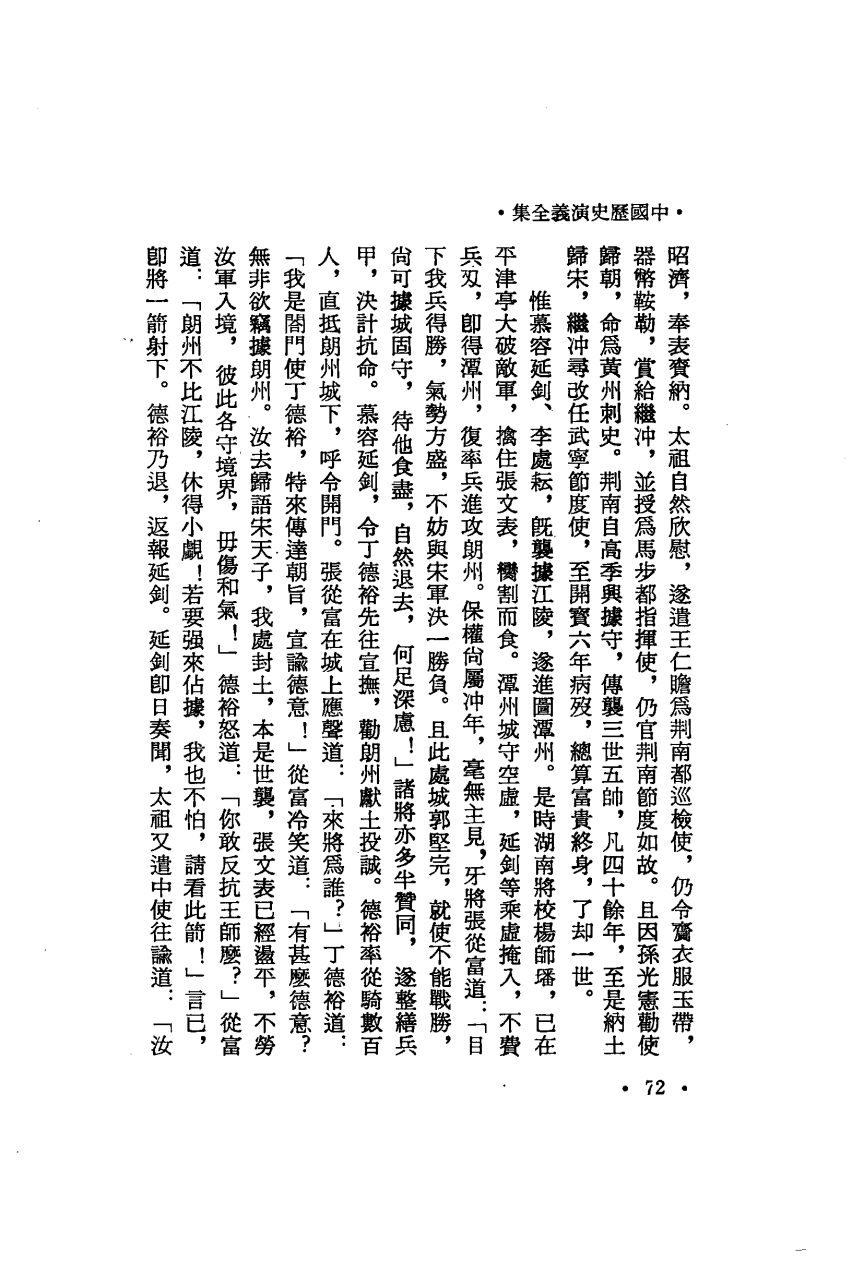 •中國歷史演義全集•
昭濟，奉表賫納。太祖自然欣慰，遂遣王仁瞻爲荆南都巡檢使，仍令齎衣服玉帶，
器幣鞍勒，賞給繼冲，並授爲馬步都指揮使，仍官荆南節度如故。且因孫光憲勸使
歸朝，命爲黃州刺史。荆南自高季興據守，傳襲三世五帥，凡四十餘年，至是納土
歸宋，繼冲尋改任武寧節度使，至開寳六年病歿，總算富貴終身，了却一世。
惟慕容延釗、李處耘，旣襲據江陵，遂進圖潭州。是時湖南將校楊師璠，已在
平津亭大破敵軍，擒住張文表，臠割而食。潭州城守空虛，延釗等乘虛掩入，不費
兵刄，卽得潭州，復率兵進攻朗州。保權尙屬冲年，毫無主見，牙將張從富道：「目
下我兵得勝，氣勢方盛，不妨與宋軍決一勝負。且此處城郭堅完，就使不能戰勝，
尙可據城固守，待他食盡，自然退去，何足深慮！」諸將亦多半贊同，遂整繕兵
甲，決計抗命。慕容延釗，令丁德裕先往宣撫，勸朗州獻土投誠。德裕率從騎數百
人，直抵朗州城下，呼令開門。張從富在城上應聲道：「來將爲誰？」丁德裕道：
「我是閤門使丁德裕，特來傳達朝旨，宣諭德意！」從富冷笑道：「有甚麼德意？
無非欲竊據朗州。汝去歸語宋天子，我處封土，本是世襲，張文表已經盪平，不勞
汝軍入境，彼此各守境界，毋傷和氣！」德裕怒道：「你敢反抗王師麼？」從富
道：「朗州不比江陵，休得小覷！若要强來佔據，我也不怕，請看此箭！」言已，
卽將一箭射下。德裕乃退，返報延釗。延釗卽日奏聞，太祖又遣中使往諭道：「汝
• 72 •